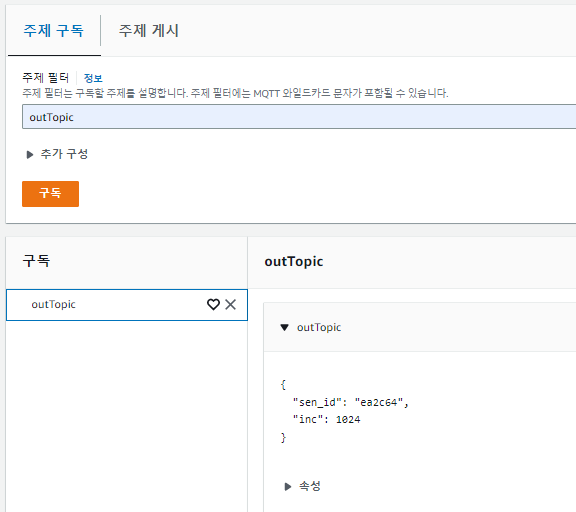 주제 구독 주제 게시
주제 필터 정보
주제 필터는 구독할 주제를 설명합니다. 주제 필터에는 MQTT 와일드카드 문자가 포함될 수 있습니다.
outTopic
추가 구성
구독
구독
outTopic
outTopic
outTopic
{
"sen_id": "ea2c64",
"inc": 1024
}
속성